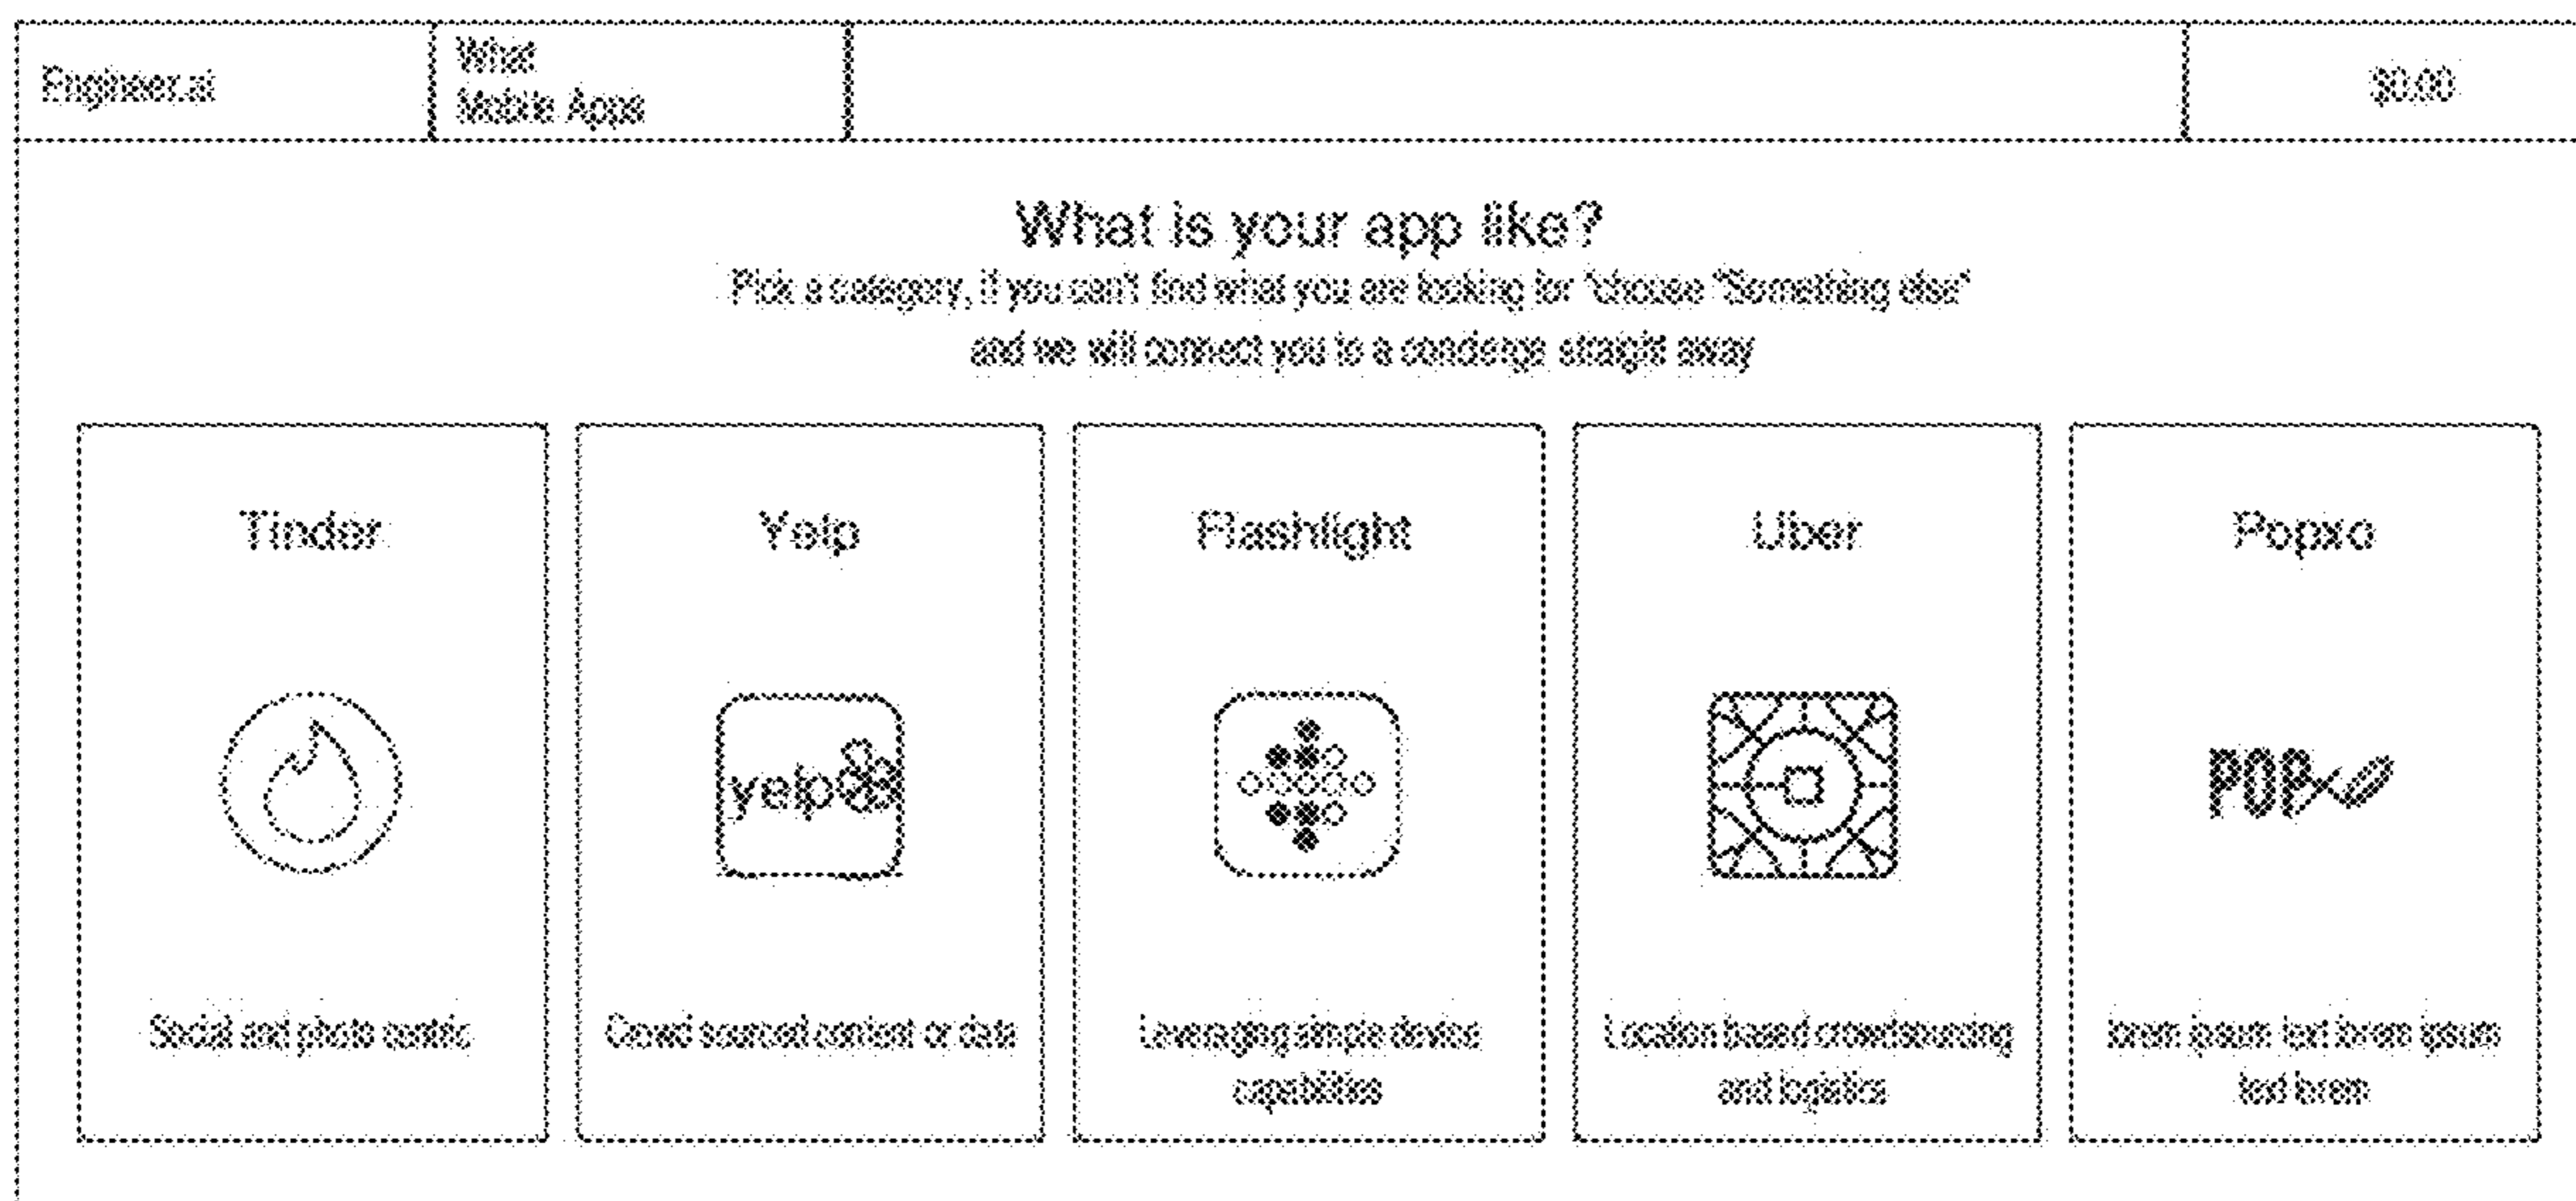 Engineer.ai
What
Mobile Apps
$0.00
What is your app like?
Pick a category, if you can't find what you are looking for "choose "Something else"
and we will connect you to a concierge straight away
Tinder
Yelp
Flashlight
Uber
Popxo
yelp
POPxo
Social and photo centric
Crowd sourced content or data
Leveraging simple device
capabilities
Location based crowdsourcing
and logistics
lorem ipsum text lorem ipsum
text lorem